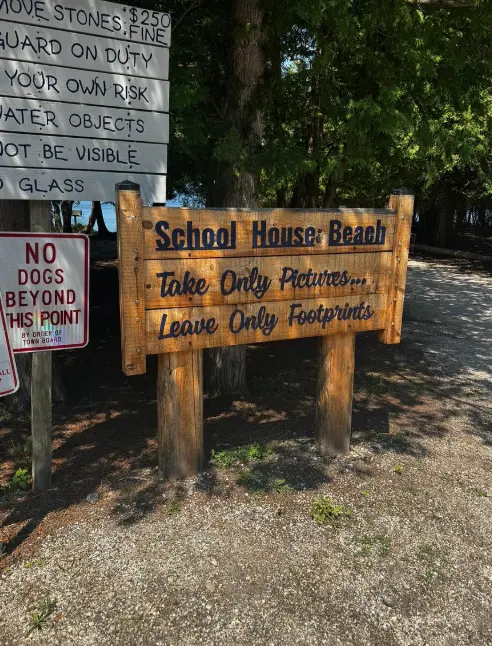 MOVE STONES. $250 FINE
GUARD ON DUTY
YOUR OWN RISK
WATER OBJECTS
NOT BE VISIBLE
GLASS
NO
DOGS
BEYOND
THIS POINT
BY ORDER OF
TOWN BOARD
School House Beach
Take Only Pictures...
Leave Only Footprints